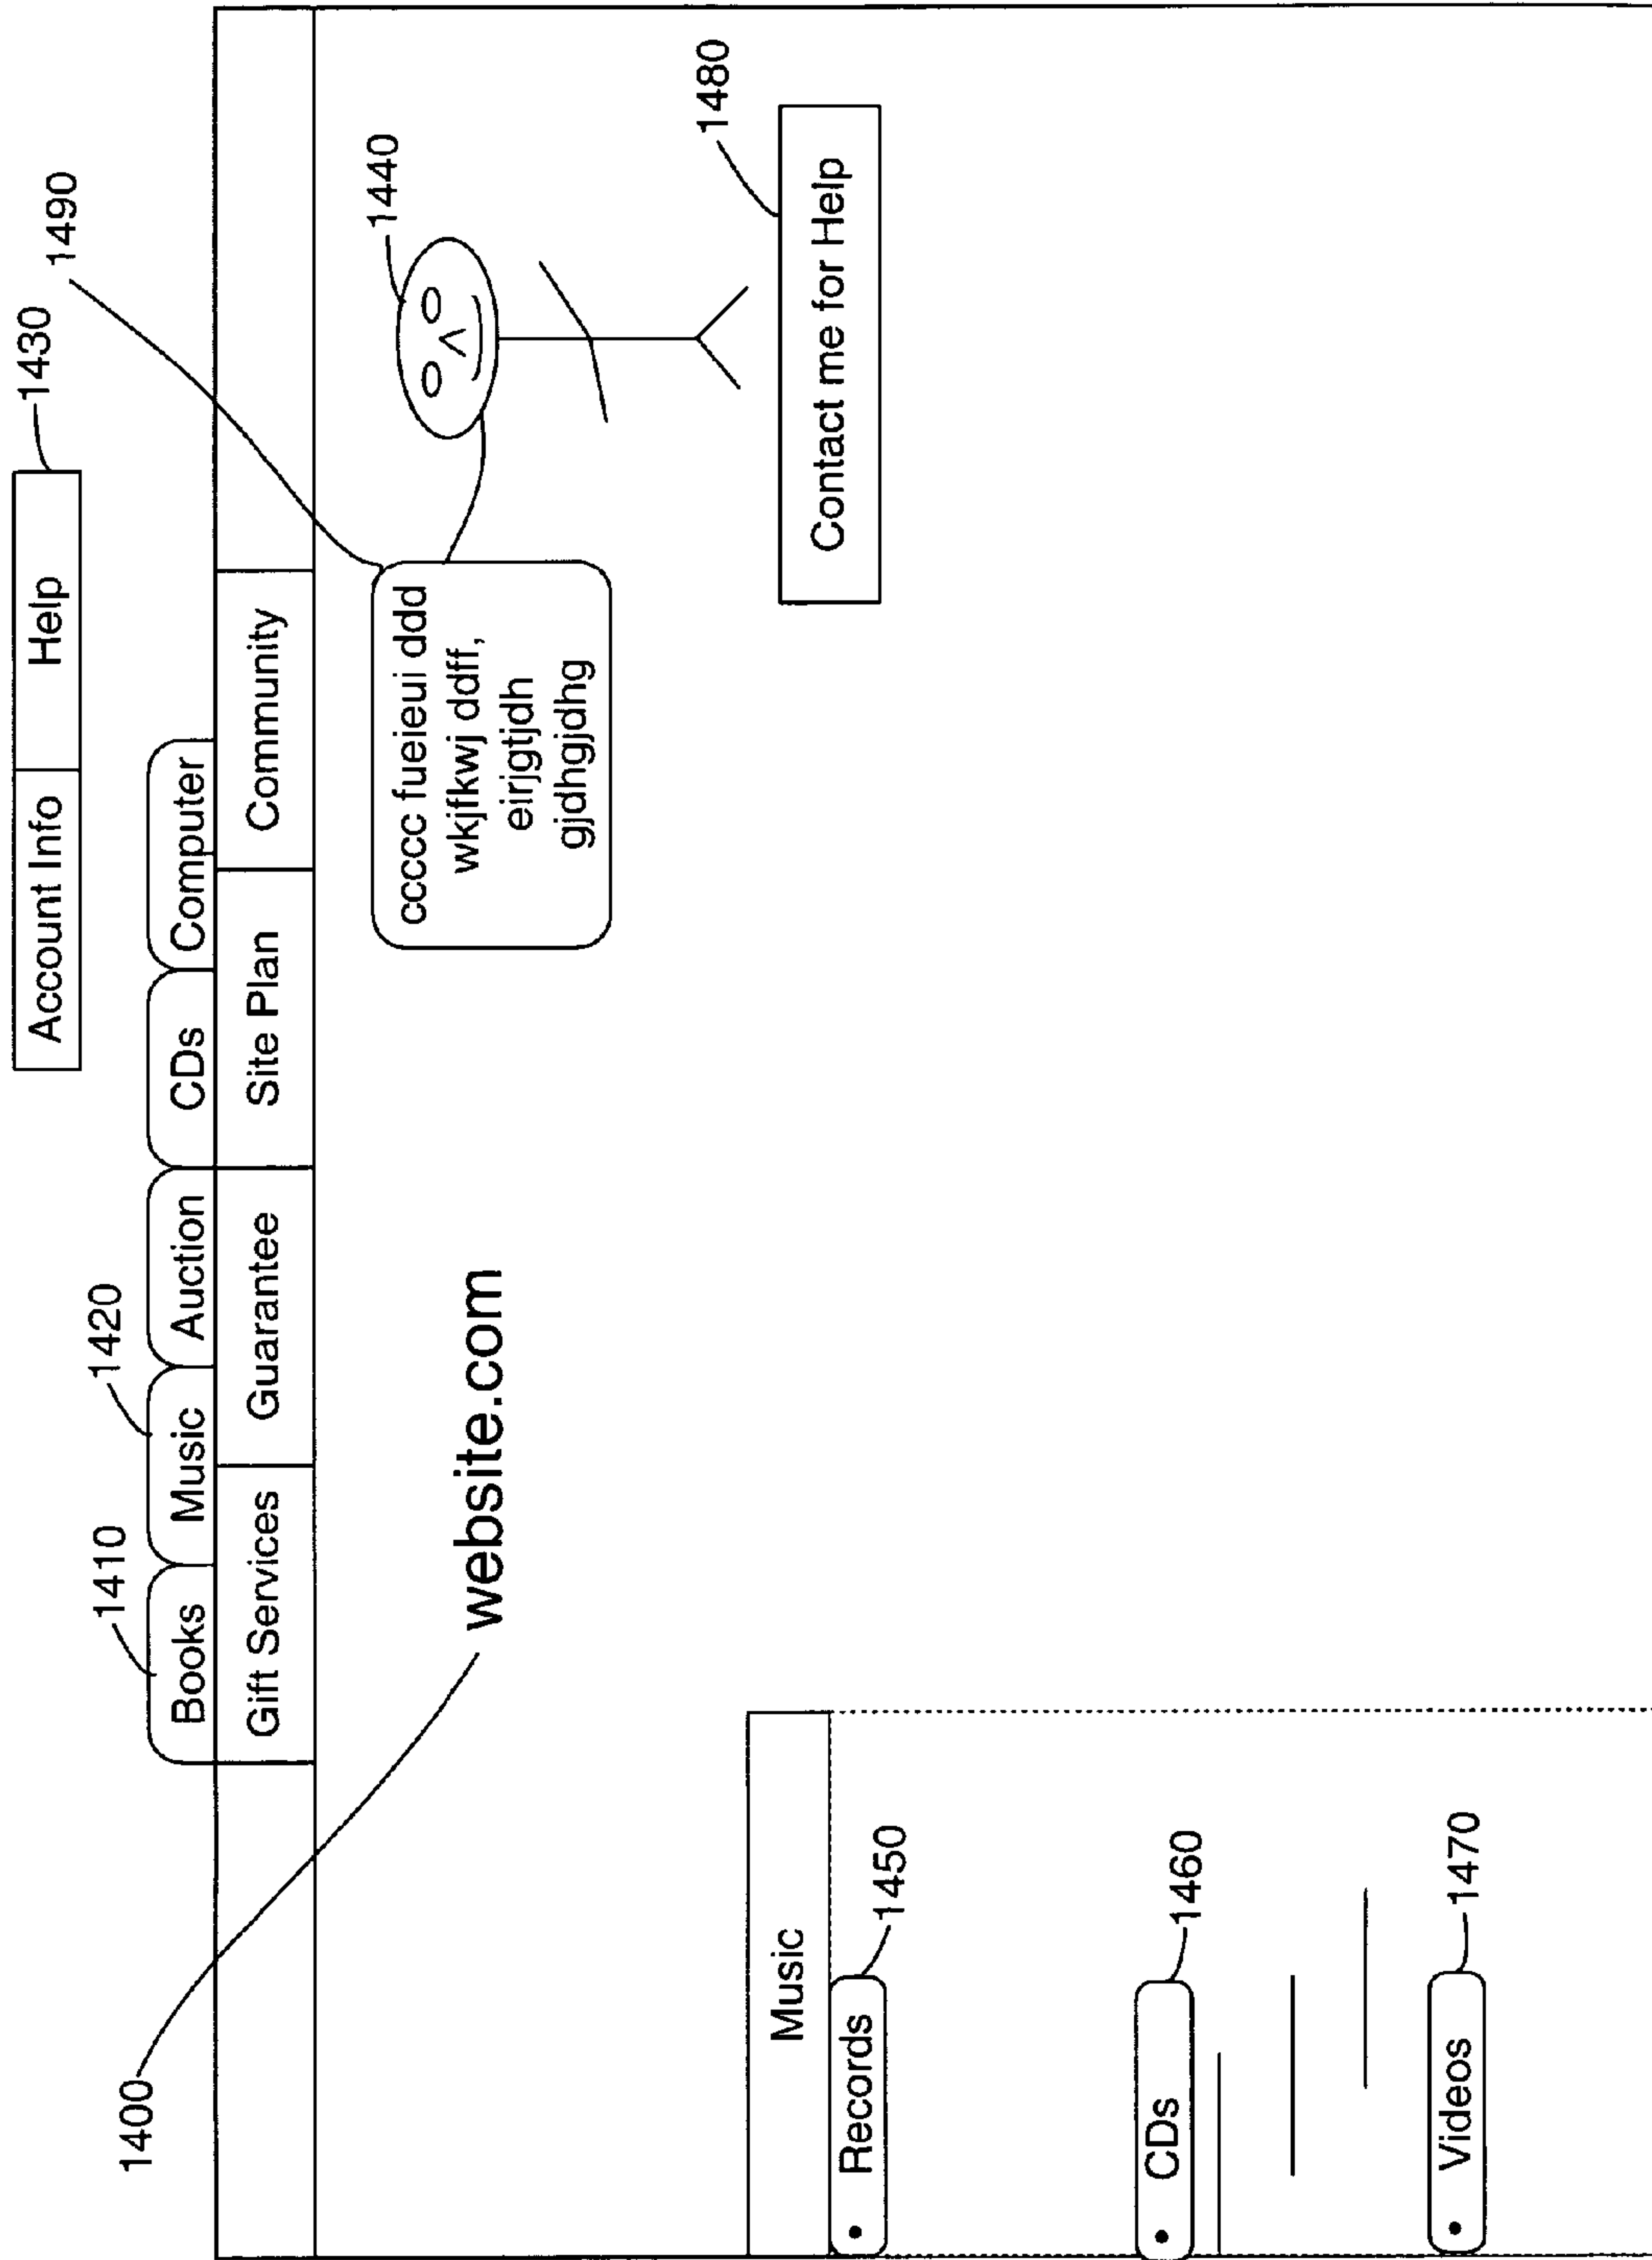 Account Info Help 1430
1490
1410 1420
Books Music Auction CDs Computer
Gift Services Guarantee Site Plan Community
1400
website.com
ccccc fueieui ddd
wkjfkwj ddff,
eirjgtjdh
gjdhgjdhg
1440
1480
Contact me for Help
Music
• Records 1450
• CDs 1460
• Videos 1470